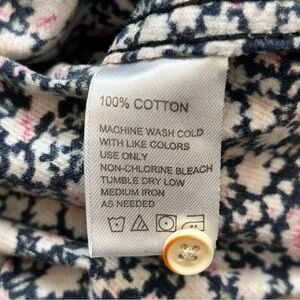 100% COTTON
MACHINE WASH COLD
WITH LIKE COLORS
USE ONLY
NON-CHLORINE BLEACH
TUMBLE DRY LOW
MEDIUM IRON
AS NEEDED